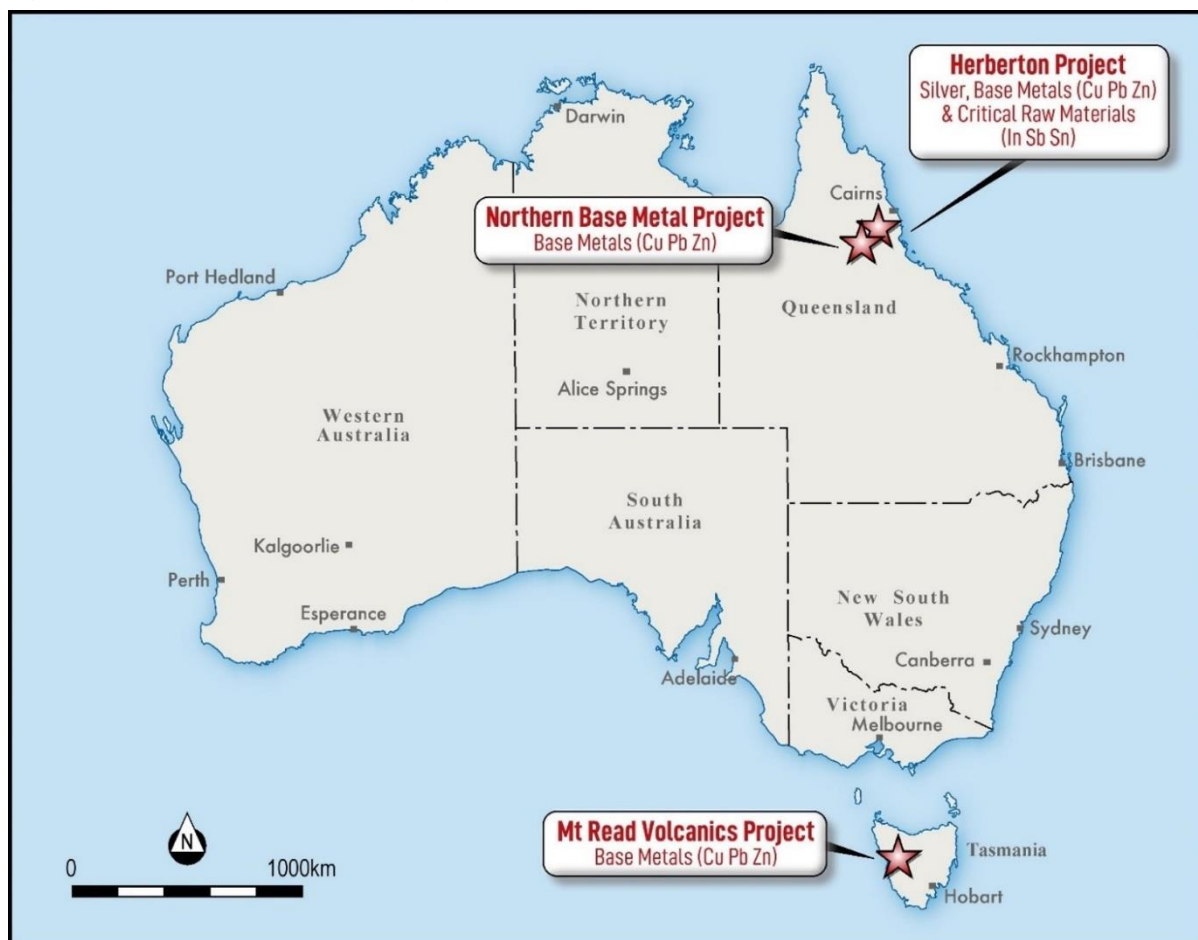 Herberton Project
Silver, Base Metals (Cu Pb Zn)
& Critical Raw Materials
(In Sb Sn)
Darwin
Cairns
Northern Base Metal Project
Base Metals (Cu Pb Zn)
Port Hedland
Northern
Territory
Queensland
Rockhampton
Alice Springs
Western
Australia
Brisbane
South
Australia
Kalgoorlie
Perth
Esperance
New South
Wales
Sydney
Canberra
Adelaide
Victoria
Melbourne
Mt Read Volcanics Project
Base Metals (Cu Pb Zn)
Tasmania
Hobart
N
0 1000km